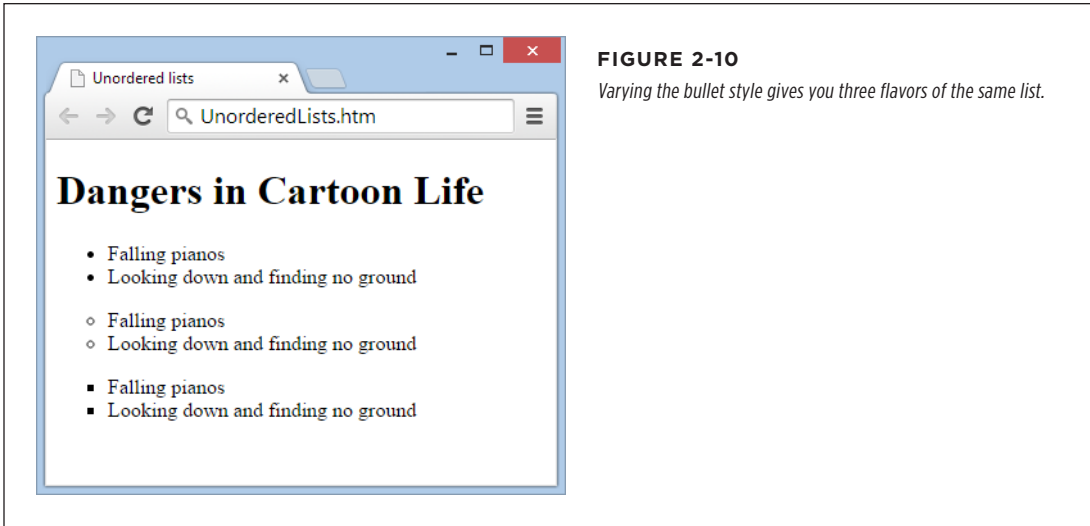 Unordered lists
UnorderedLists.htm
Dangers in Cartoon Life
• Falling pianos
• Looking down and finding no ground
○ Falling pianos
○ Looking down and finding no ground
▪ Falling pianos
▪ Looking down and finding no ground
FIGURE 2-10
Varying the bullet style gives you three flavors of the same list.